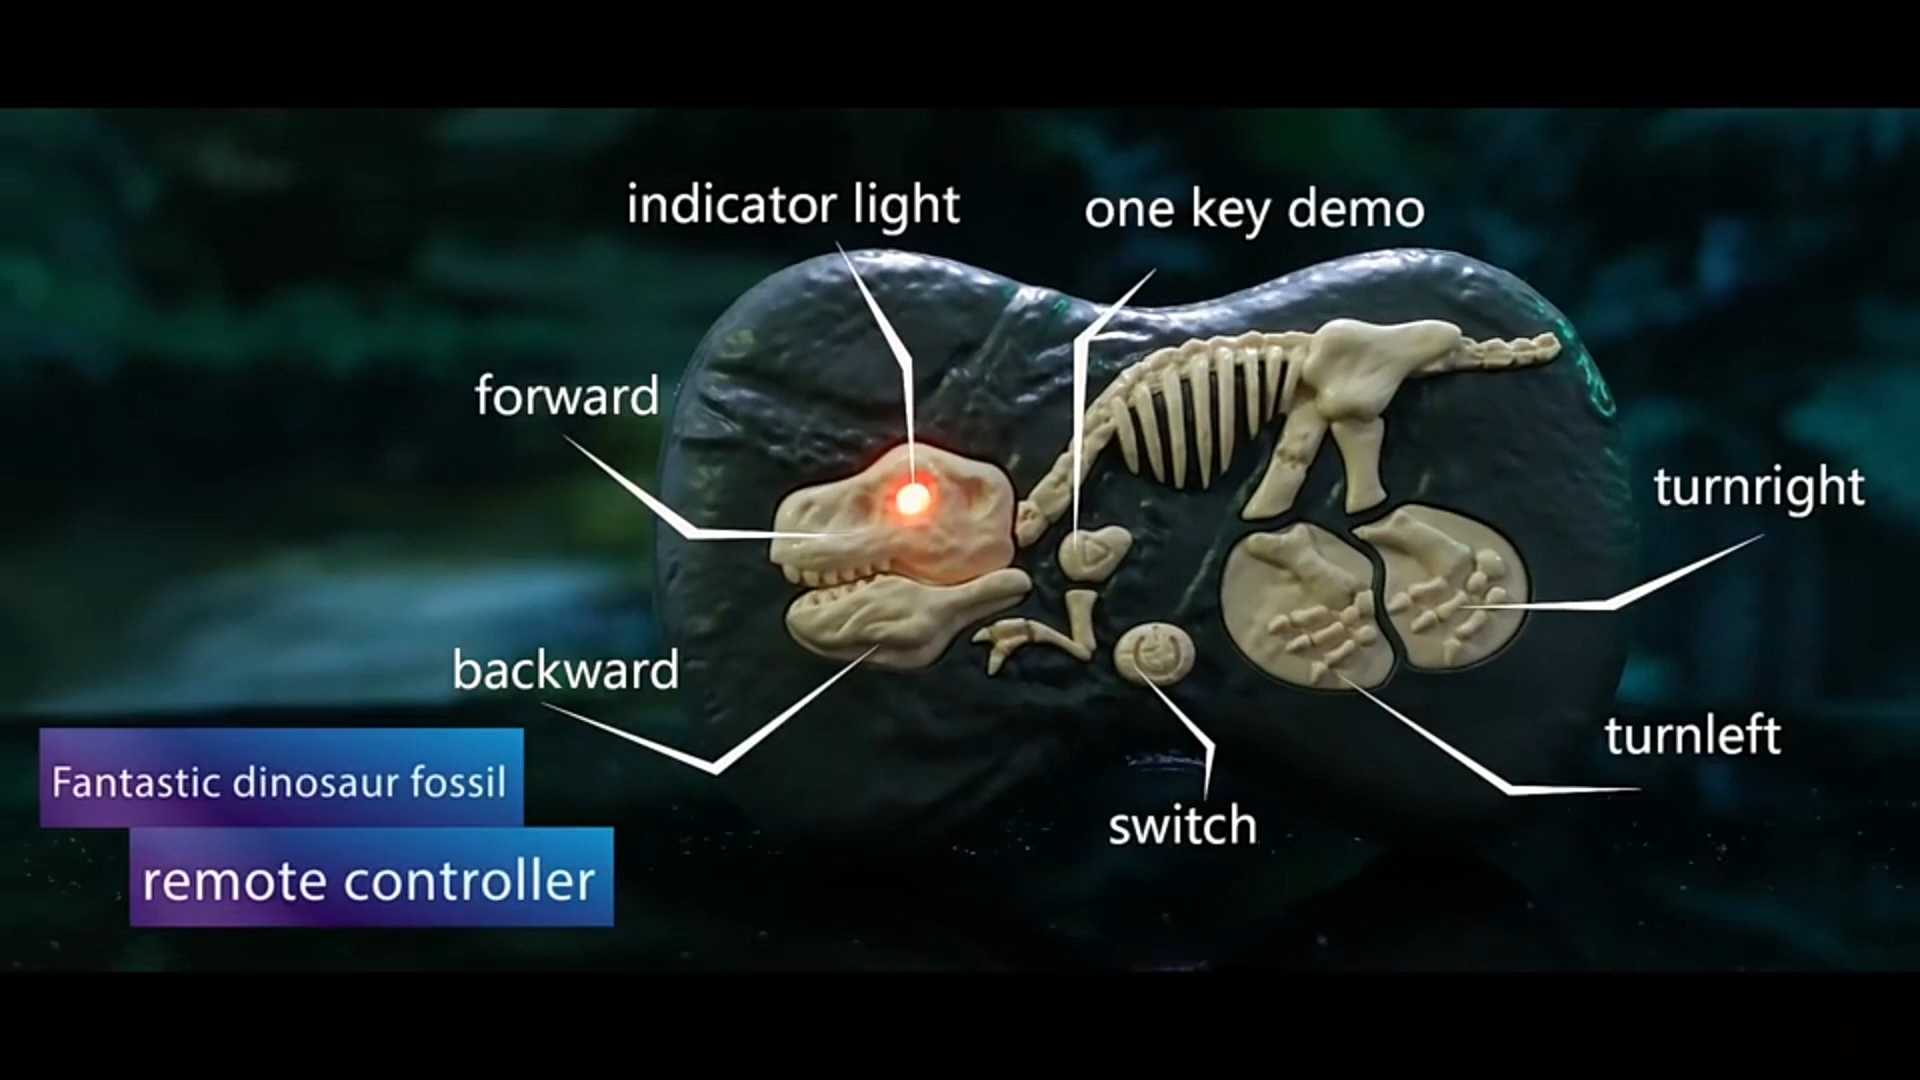 indicator light
one key demo
forward
turnright
backward
turnleft
Fantastic dinosaur fossil
switch
remote controller